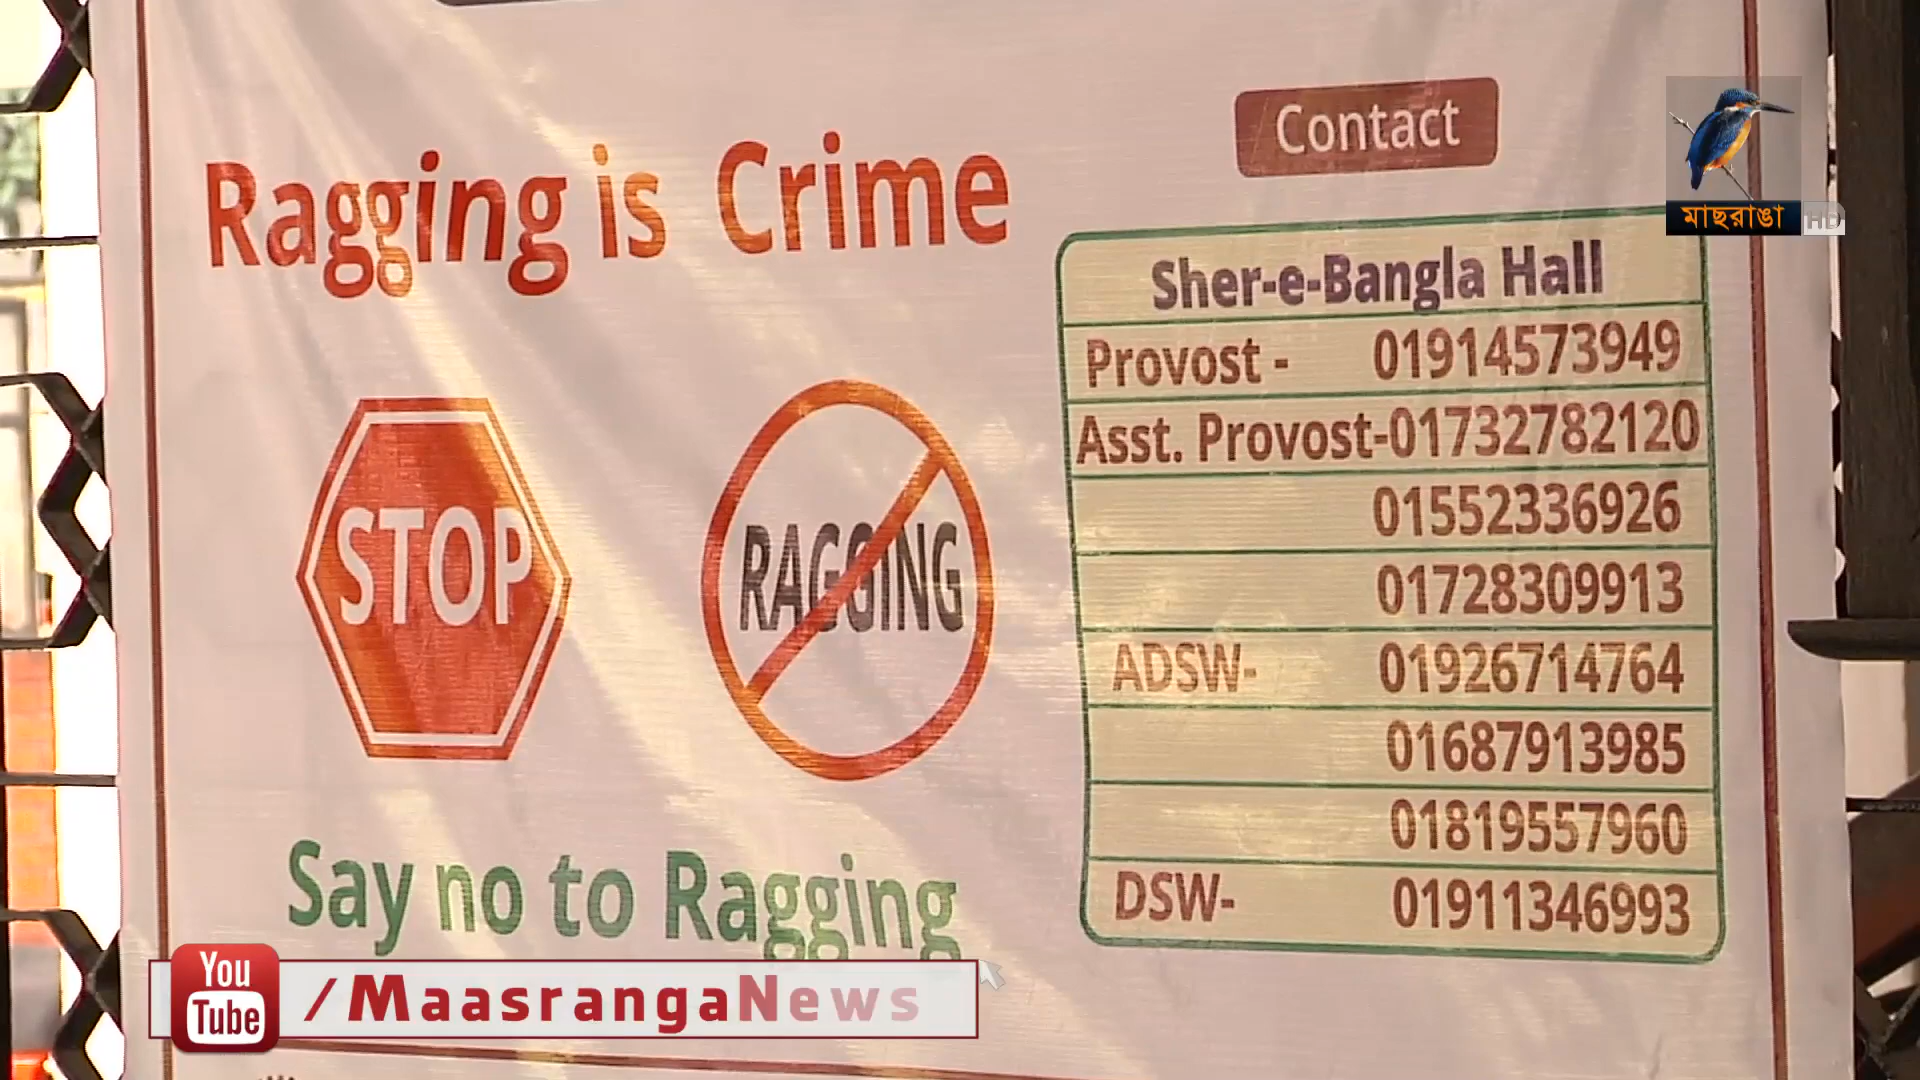 Ragging is Crime
STOP
RAGGING
Say no to Ragging
Contact
Sher-e-Bangla Hall
Provost - 01914573949
Asst. Provost-01732782120
01552336926
01728309913
ADSW- 01926714764
01687913985
01819557960
DSW- 01911346993
মাছরাঙা HD
You Tube /MaasrangaNews